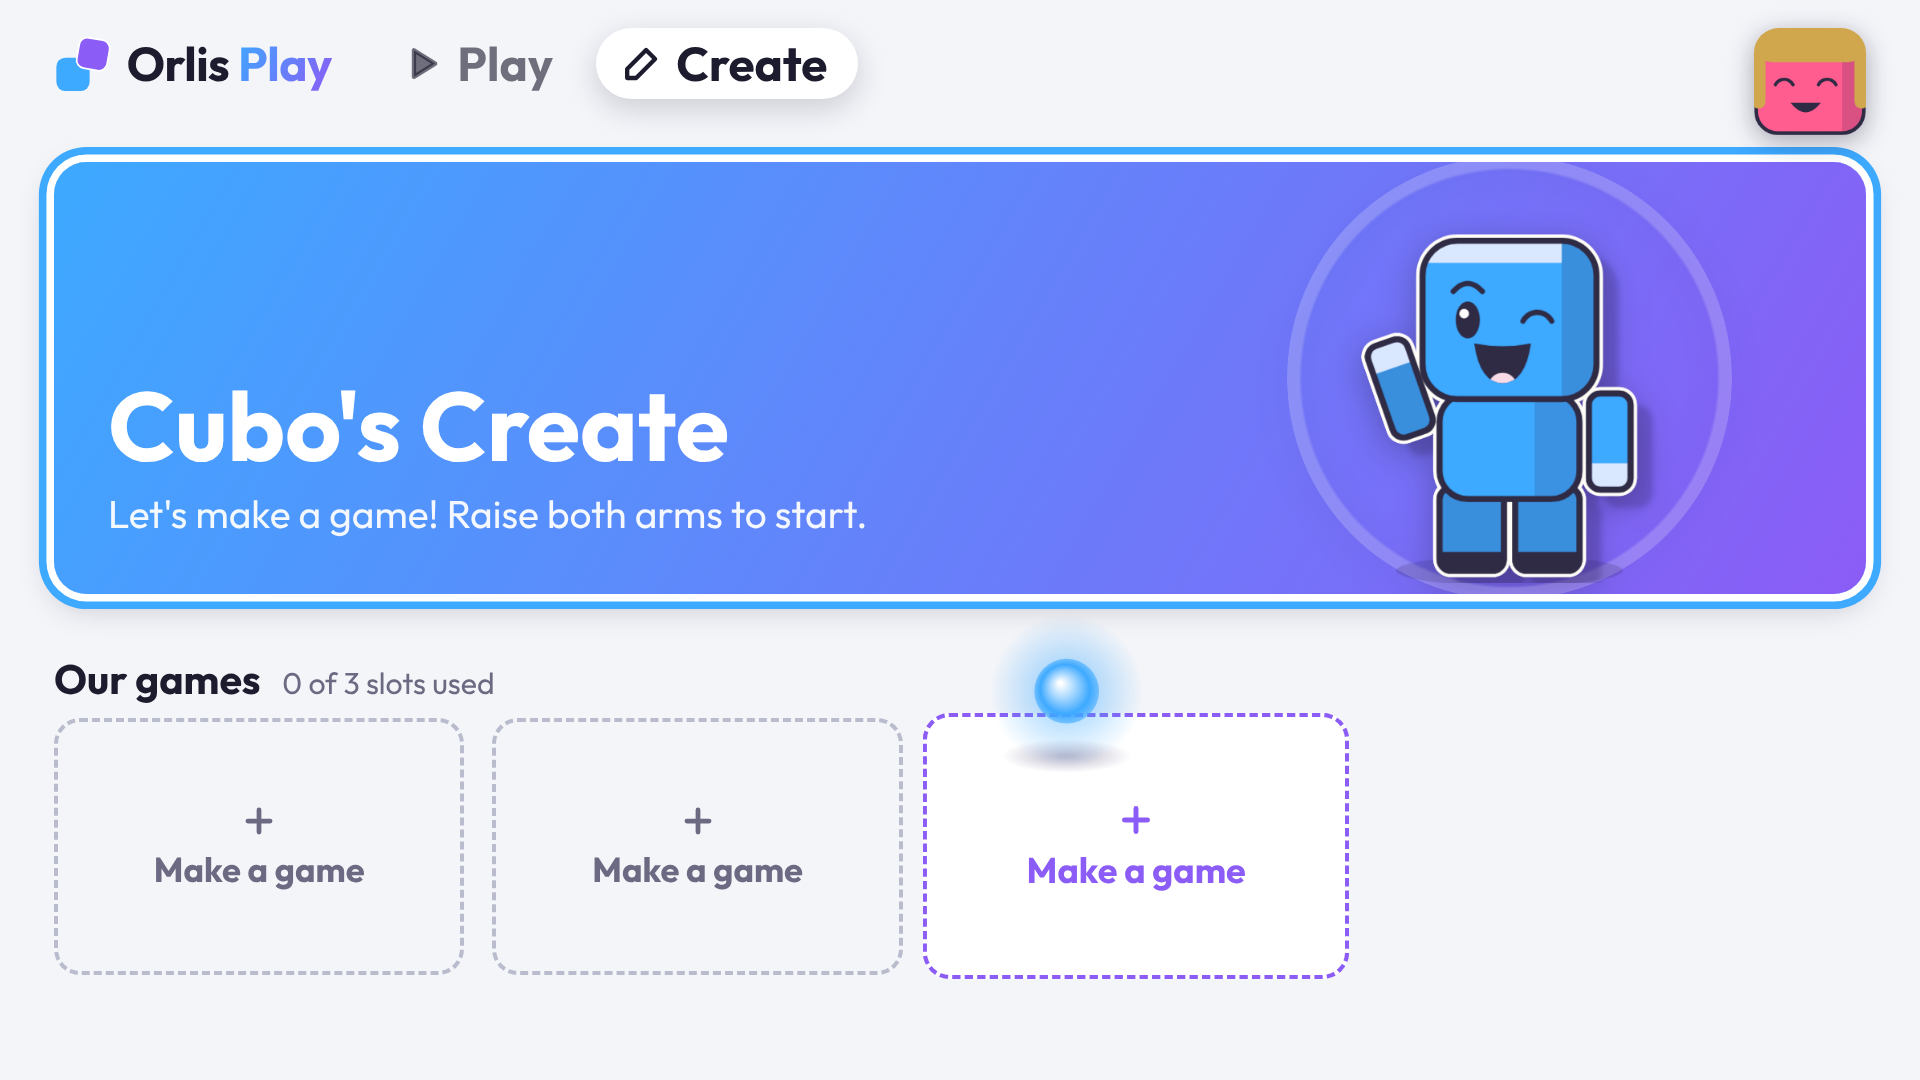 Orlis Play
Play
Create
Cubo's Create
Let's make a game! Raise both arms to start.
Our games
0 of 3 slots used
Make a game
Make a game
Make a game